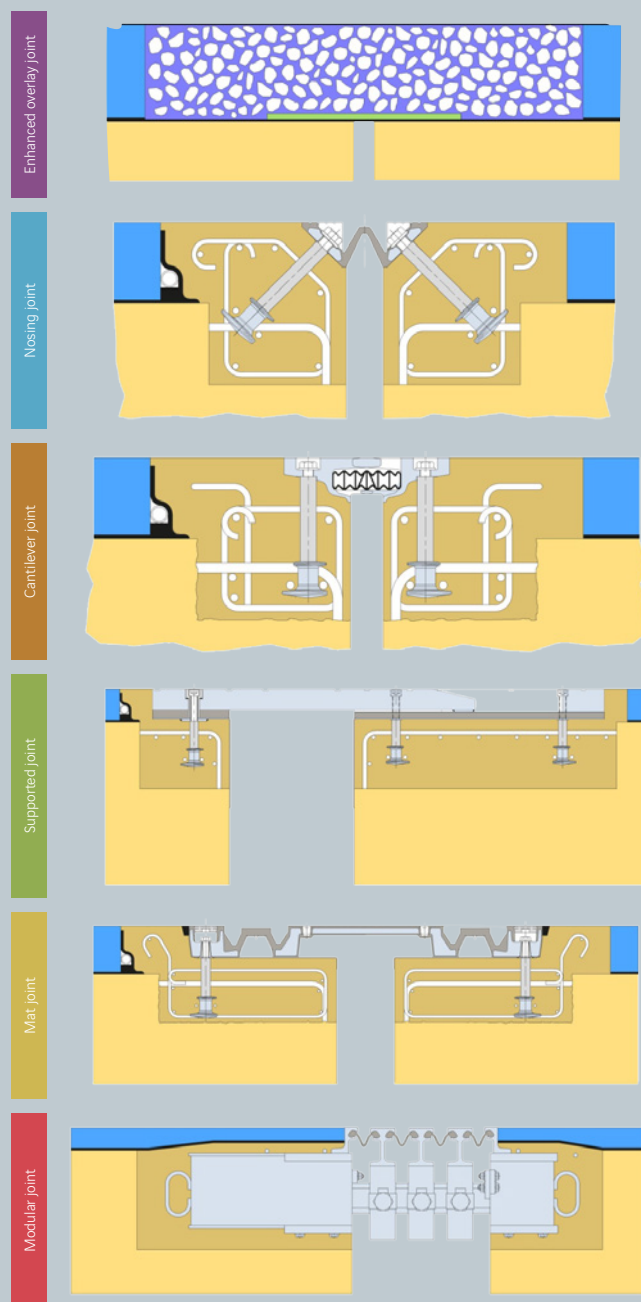 Enhanced overlay joint
Nosing joint
Cantilever joint
Supported joint
Mat joint
Modular joint